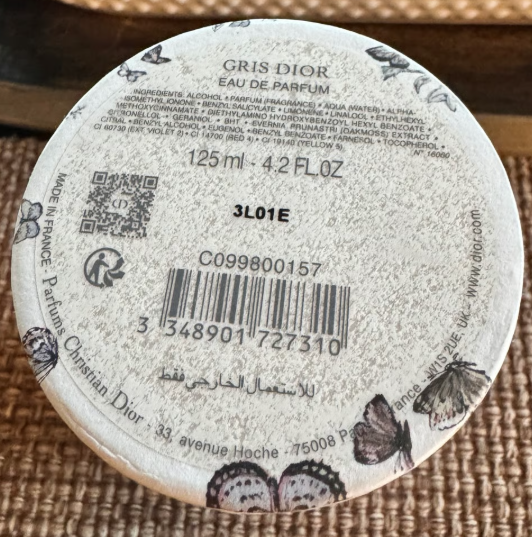 GRIS DIOR
EAU DE PARFUM
INGREDIENTS: ALCOHOL • PARFUM (FRAGRANCE) • AQUA (WATER) • ALPHA-
ISOMETHYL IONONE • BENZYL SALICYLATE • LIMONENE • LINALOOL • ETHYLHEXYL
METHOXYCINNAMATE • DIETHYLAMINO HYDROXYBENZOYL HEXYL BENZOATE •
CITRONELLOL • GERANIOL • BHT • EVERNIA PRUNASTRI (OAKMOSS) EXTRACT •
CITRAL • BENZYL ALCOHOL • EUGENOL • BENZYL BENZOATE • FARNESOL • TOCOPHEROL •
CI 60730 (EXT. VIOLET 2) • CI 14700 (RED 4) • CI 19140 (YELLOW 5). N°
125 ml - 4.2 FL.OZ
3L01E
CD
C099800157
3 348901 727310
للاستعمال الخارجي فقط
MADE IN FRANCE - Parfums Christian Dior - 33, avenue Hoche - 75008 W1S 2UE - UK - www.dior.com